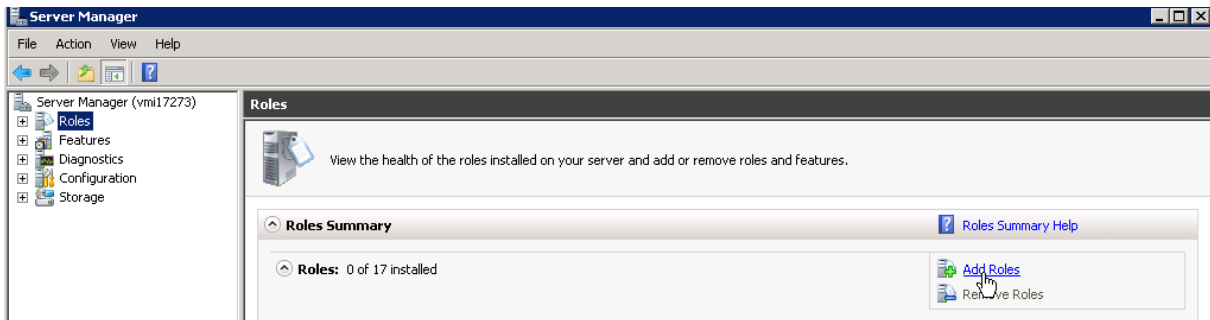 Server Manager
File Action View Help
Server Manager (vmi17273)
Roles
Features
Diagnostics
Configuration
Storage
Roles
View the health of the roles installed on your server and add or remove roles and features.
Roles Summary
Roles Summary Help
Roles: 0 of 17 installed
Add Roles
Remove Roles